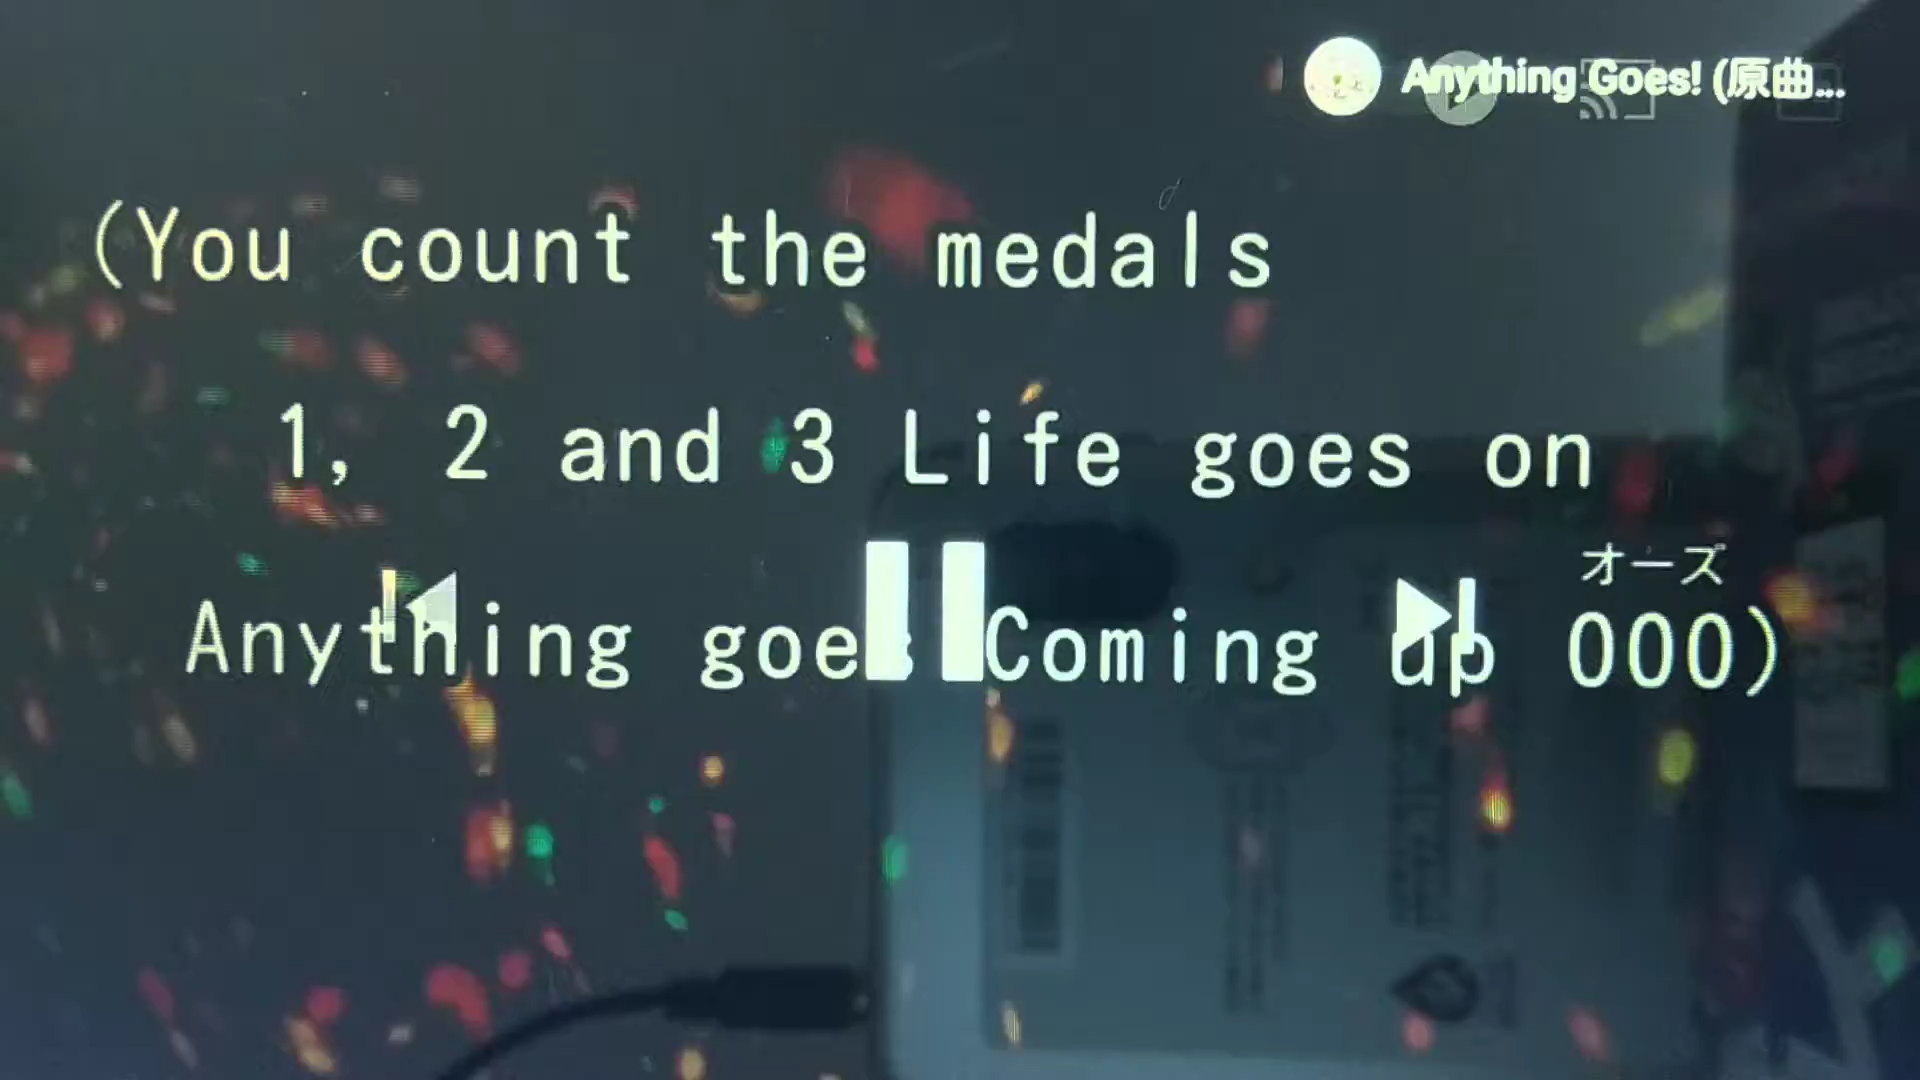 Anything Goes! (原曲...
(You count the medals
1, 2 and 3 Life goes on
オーズ
Anything goes Coming up OOO)